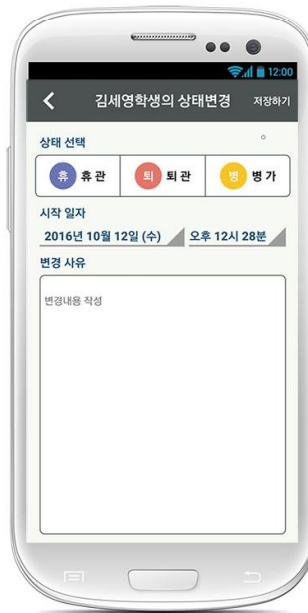 12:00
김세영학생의 상태변경 저장하기
상태 선택
휴 휴 관 퇴 퇴 관 병 병 가
시작 일자
2016년 10월 12일 (수) 오후 12시 28분
변경 사유
변경내용 작성